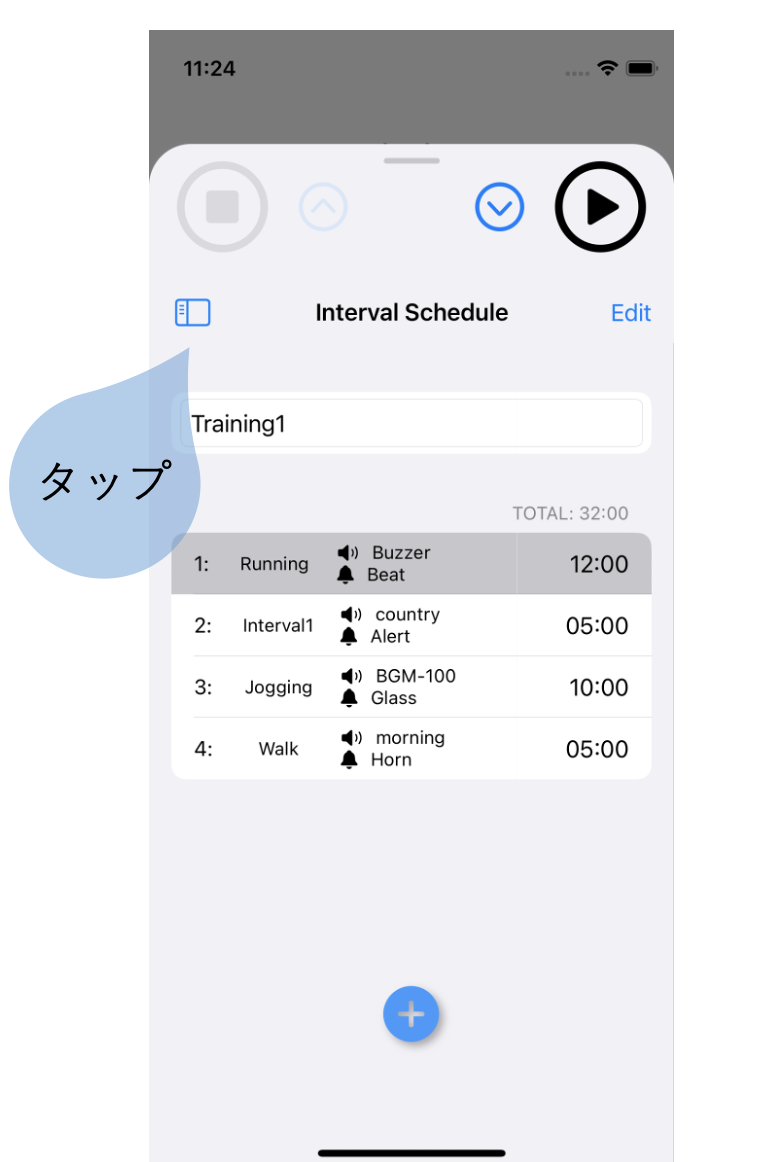 11:24
Interval Schedule
Edit
Training1
タップ
TOTAL: 32:00
1: Running Buzzer 12:00
Beat
2: Interval1 country 05:00
Alert
3: Jogging BGM-100 10:00
Glass
4: Walk morning 05:00
Horn